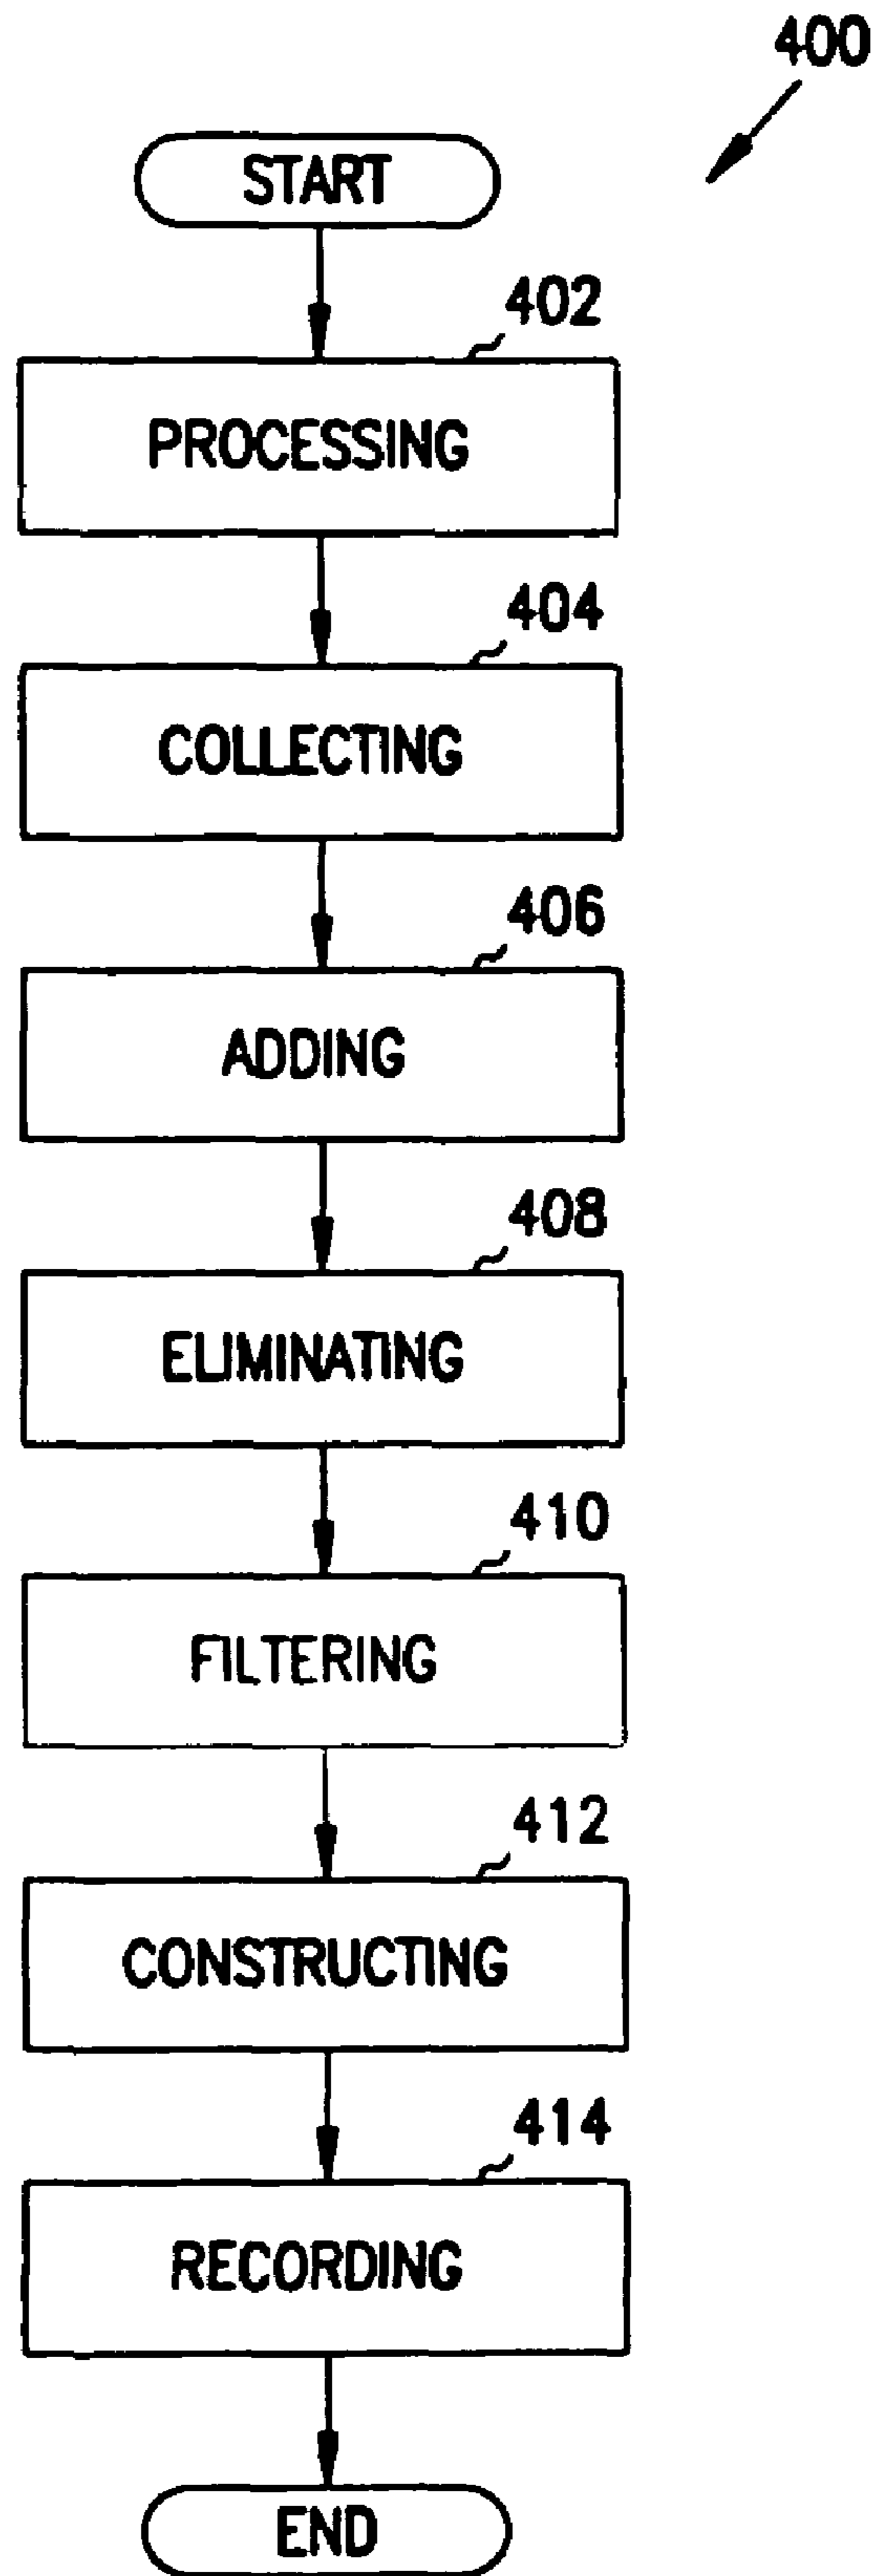 400
START
402
PROCESSING
404
COLLECTING
406
ADDING
408
ELIMINATING
410
FILTERING
412
CONSTRUCTING
414
RECORDING
END